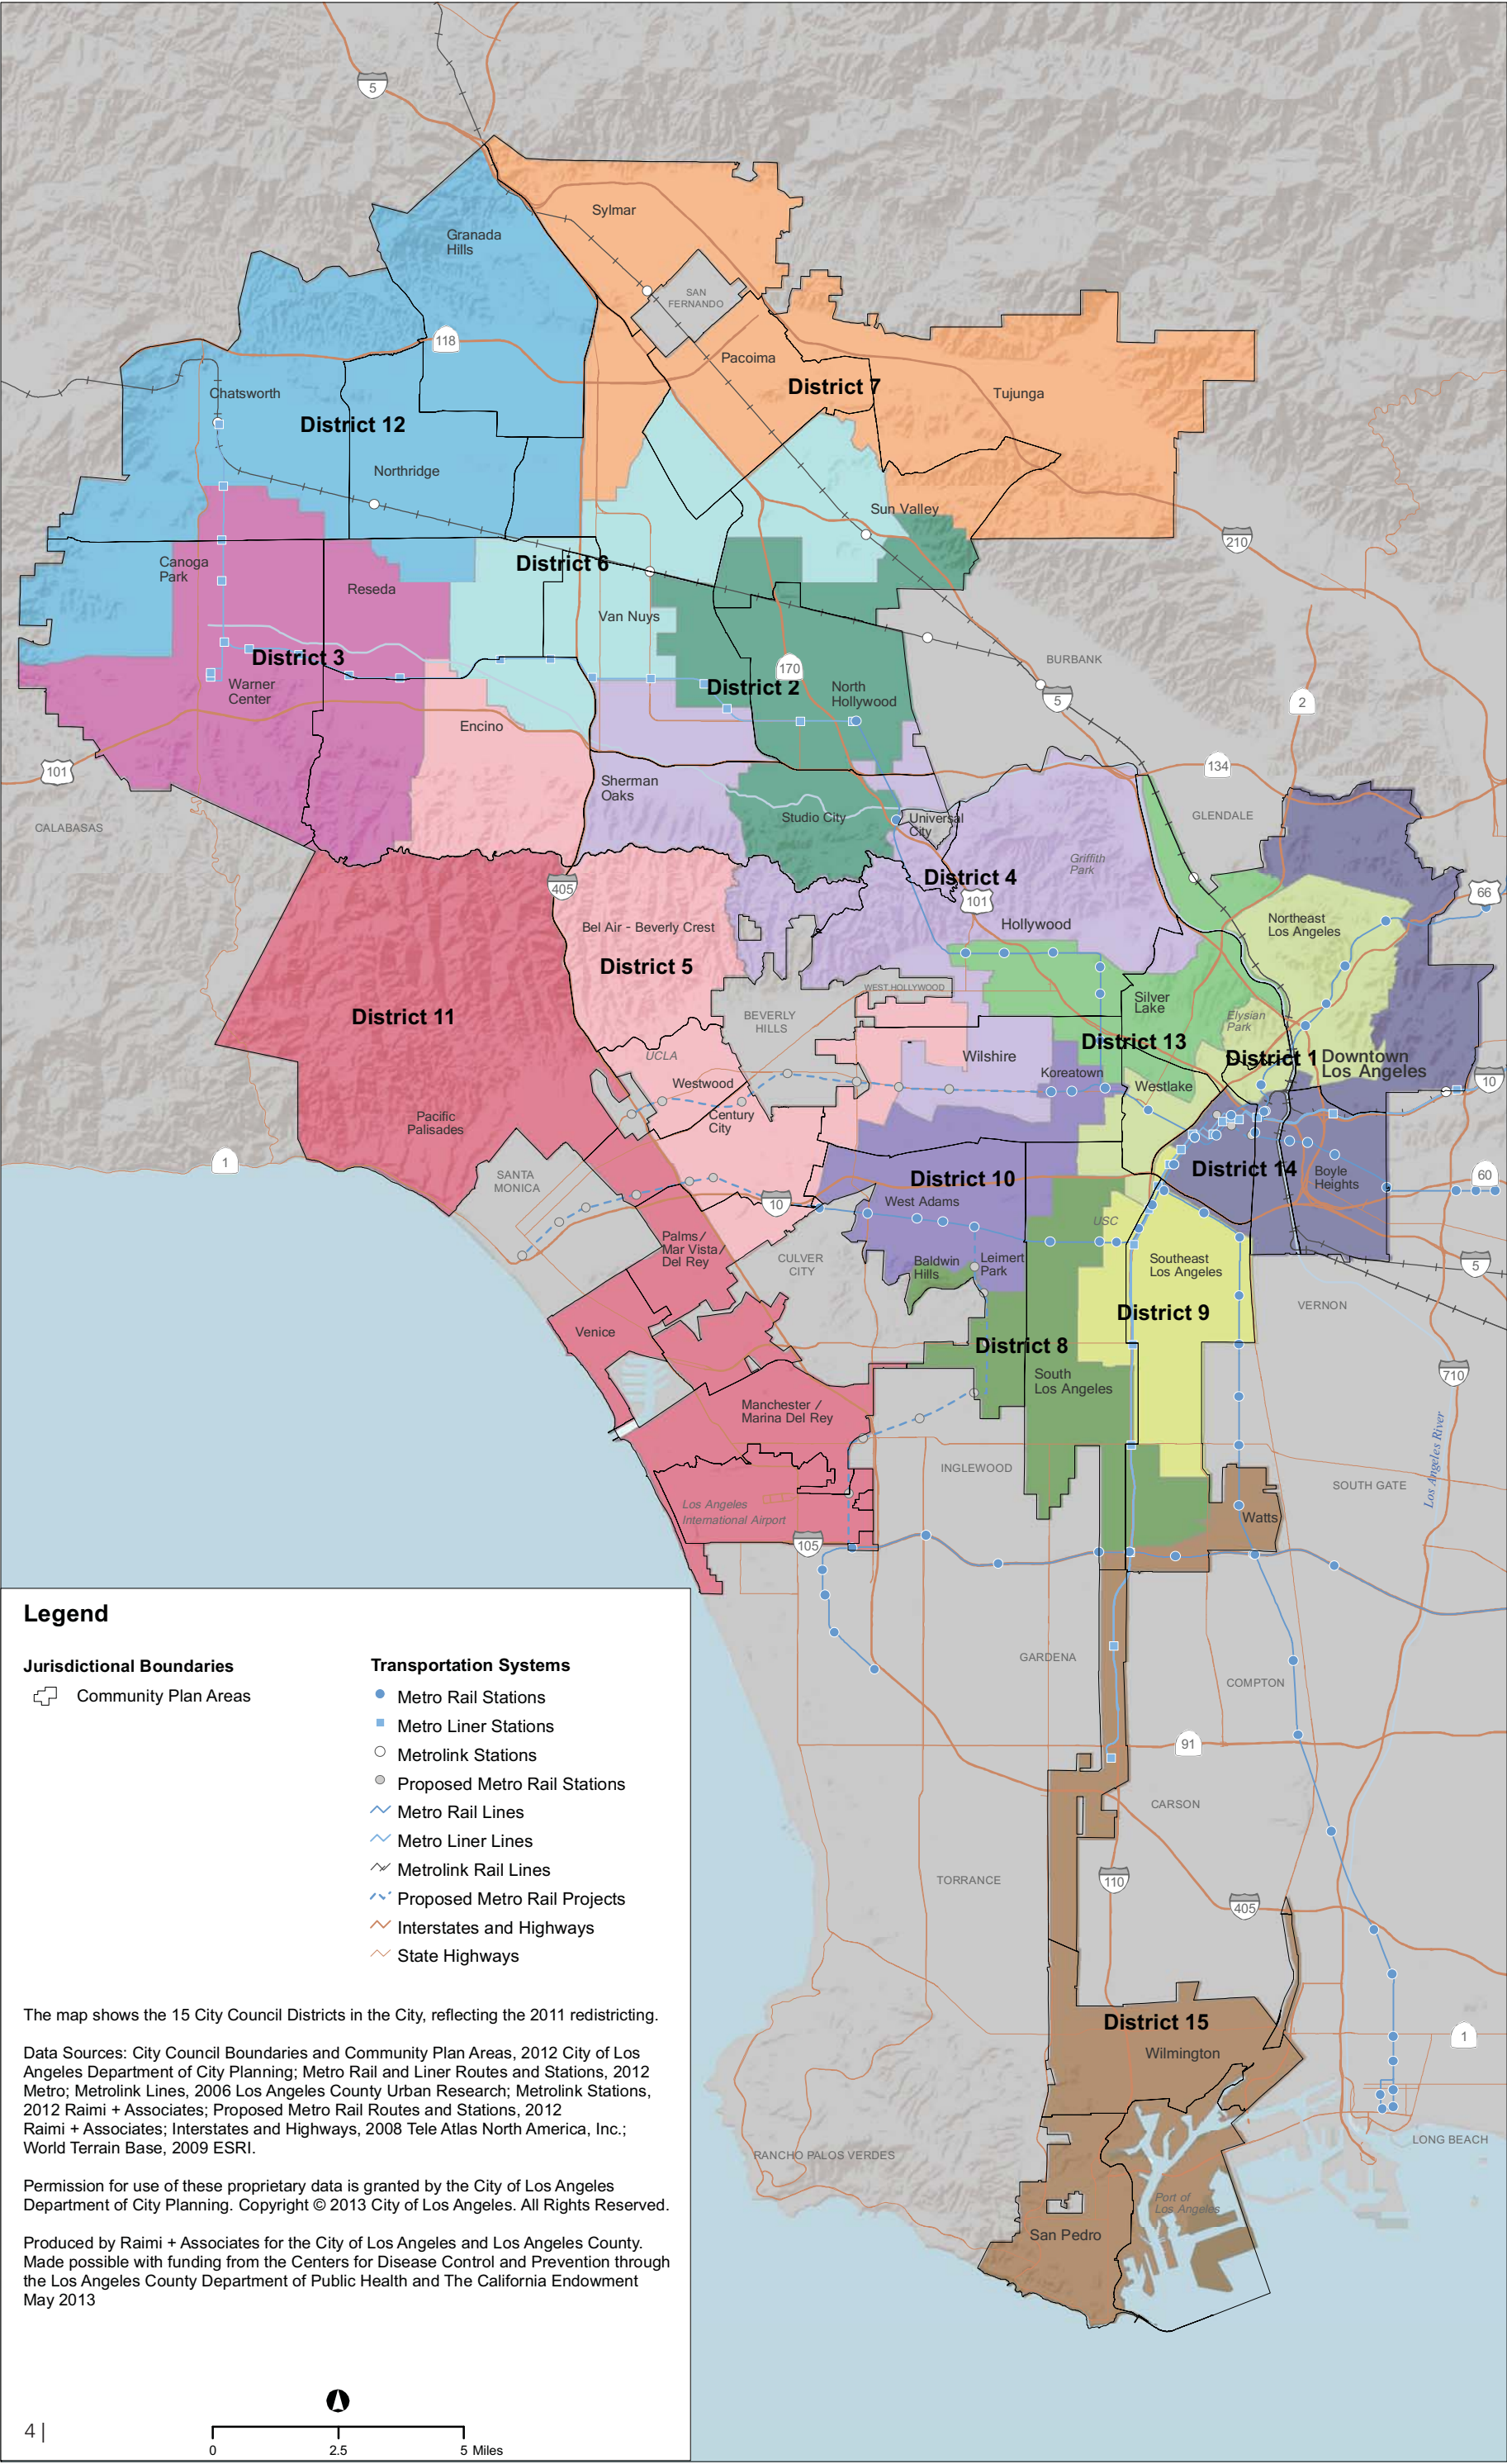 5
Sylmar
Granada
Hills
SAN
FERNANDO
118
Pacoima
District 7
Chatsworth
Tujunga
District 12
Northridge
Sun Valley
210
Canoga
Park
District 6
Reseda
Van Nuys
BURBANK
District 3
170
Warner
Center
District 2
North
Hollywood
5
2
Encino
101
134
Sherman
Oaks
CALABASAS
Studio City
Universal
City
GLENDALE
Griffith
Park
405
District 4
101
66
Bel Air - Beverly Crest
Hollywood
Northeast
Los Angeles
District 5
WEST HOLLYWOOD
Silver
Lake
District 11
BEVERLY
HILLS
Elysian
Park
District 13
UCLA
Wilshire
District 1
Downtown
Los Angeles
Koreatown
10
Westwood
Westlake
Century
City
Pacific
Palisades
1
SANTA
MONICA
District 14
Boyle
Heights
60
District 10
10
West Adams
USC
Palms/
Mar Vista/
Del Rey
CULVER
CITY
Baldwin
Hills
Leimert
Park
Southeast
Los Angeles
5
VERNON
District 9
Venice
District 8
South
Los Angeles
710
Manchester /
Marina Del Rey
INGLEWOOD
Los Angeles River
SOUTH GATE
Los Angeles
International Airport
Watts
105
GARDENA
COMPTON
91
CARSON
TORRANCE
110
405
District 15
Wilmington
1
LONG BEACH
RANCHO PALOS VERDES
Port of
Los Angeles
San Pedro
Legend
Jurisdictional Boundaries
Community Plan Areas
Transportation Systems
Metro Rail Stations
Metro Liner Stations
Metrolink Stations
Proposed Metro Rail Stations
Metro Rail Lines
Metro Liner Lines
Metrolink Rail Lines
Proposed Metro Rail Projects
Interstates and Highways
State Highways
The map shows the 15 City Council Districts in the City, reflecting the 2011 redistricting.
Data Sources: City Council Boundaries and Community Plan Areas, 2012 City of Los
Angeles Department of City Planning; Metro Rail and Liner Routes and Stations, 2012
Metro; Metrolink Lines, 2006 Los Angeles County Urban Research; Metrolink Stations,
2012 Raimi + Associates; Proposed Metro Rail Routes and Stations, 2012
Raimi + Associates; Interstates and Highways, 2008 Tele Atlas North America, Inc.;
World Terrain Base, 2009 ESRI.
Permission for use of these proprietary data is granted by the City of Los Angeles
Department of City Planning. Copyright © 2013 City of Los Angeles. All Rights Reserved.
Produced by Raimi + Associates for the City of Los Angeles and Los Angeles County.
Made possible with funding from the Centers for Disease Control and Prevention through
the Los Angeles County Department of Public Health and The California Endowment
May 2013
4 |
0 2.5 5 Miles